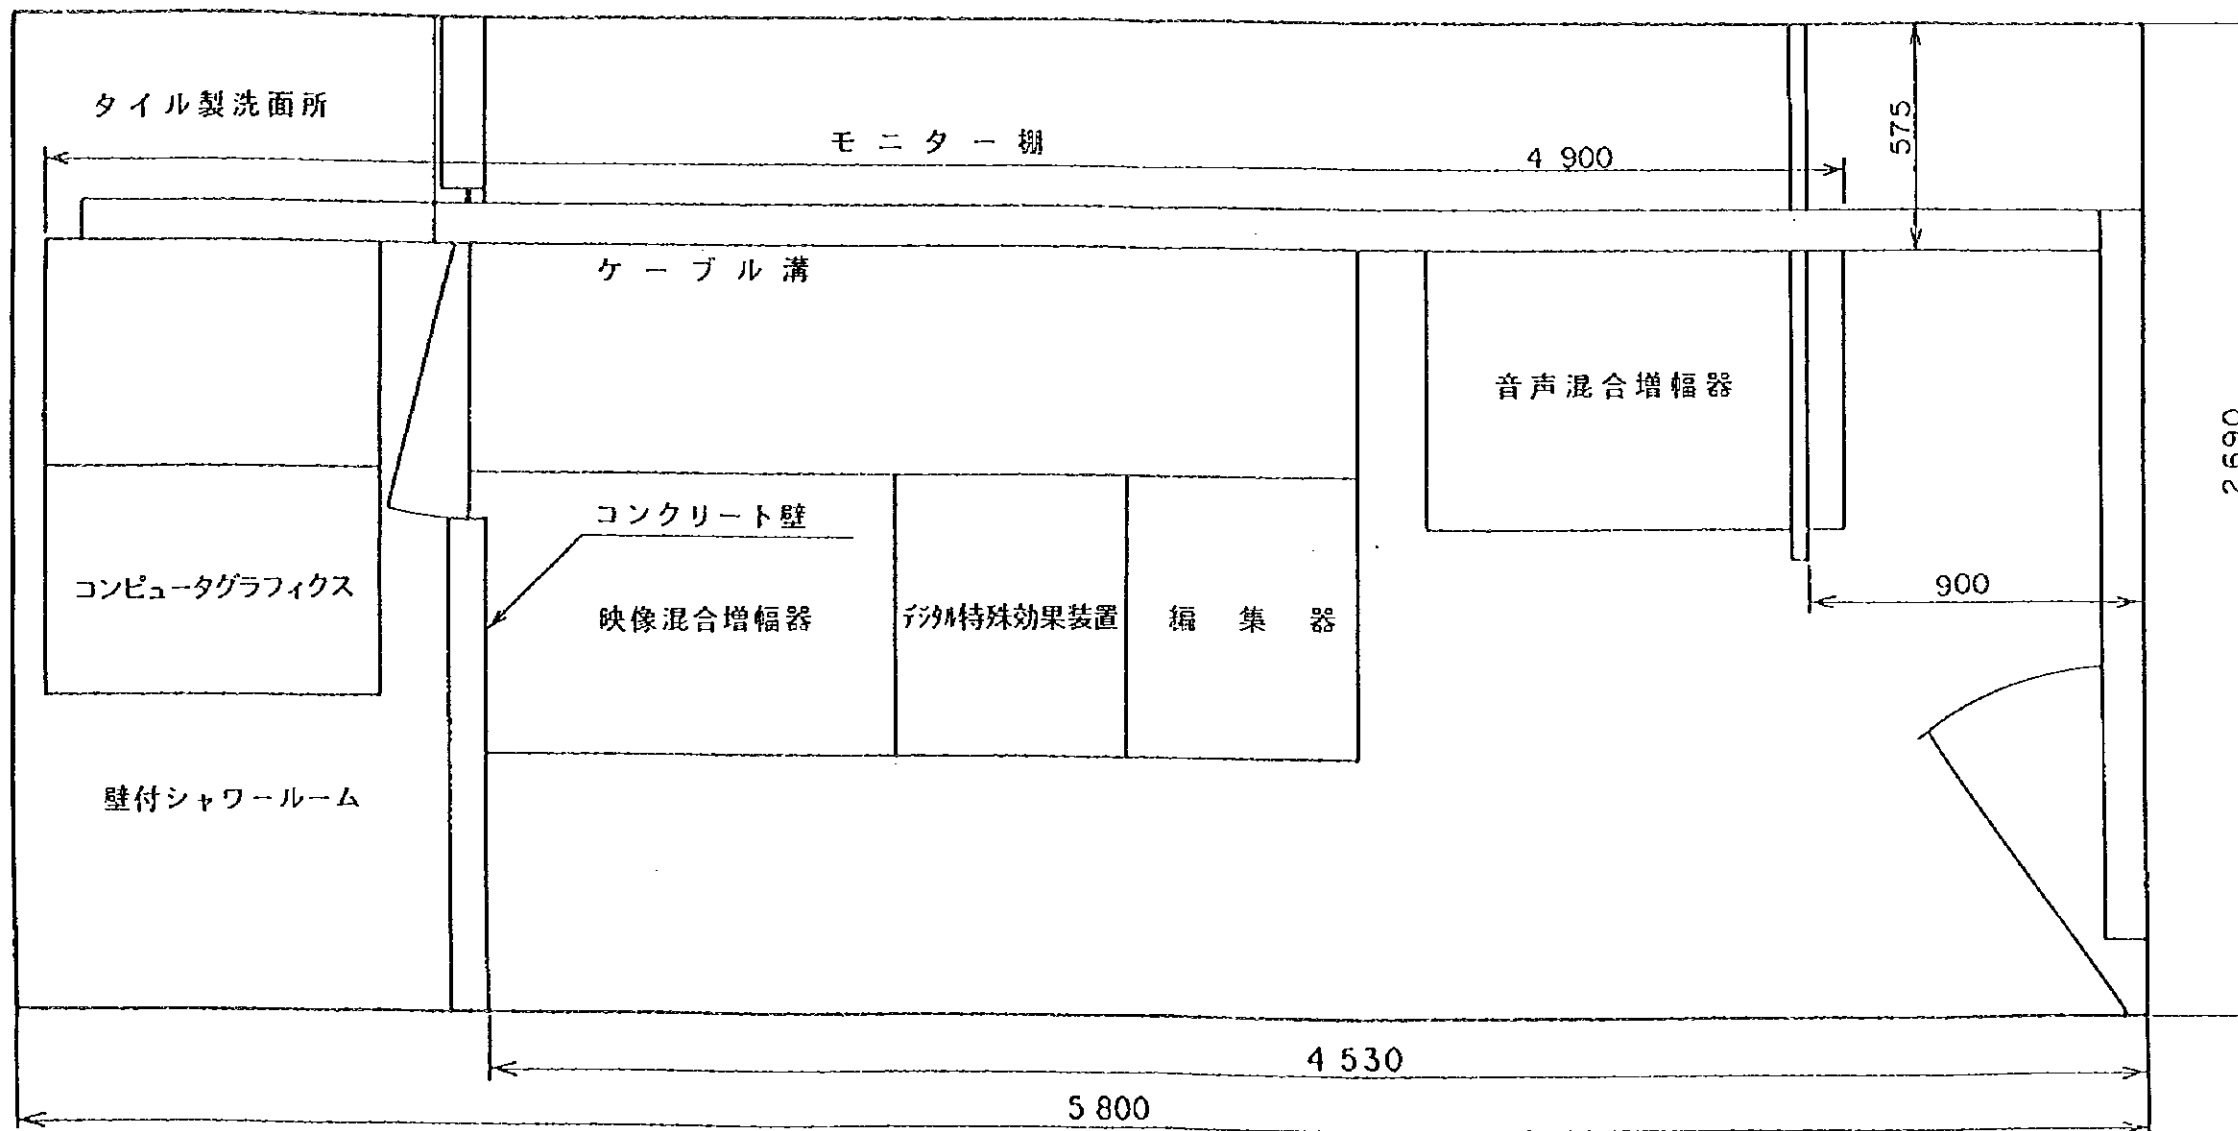 タイル製洗面所
モニター棚
4 900
575
ケーブル溝
音声混合増幅器
2690
コンクリート壁
コンピュータグラフィクス
映像混合増幅器
デジタル特殊効果装置
編集器
900
壁付シャワールーム
4 530
5 800